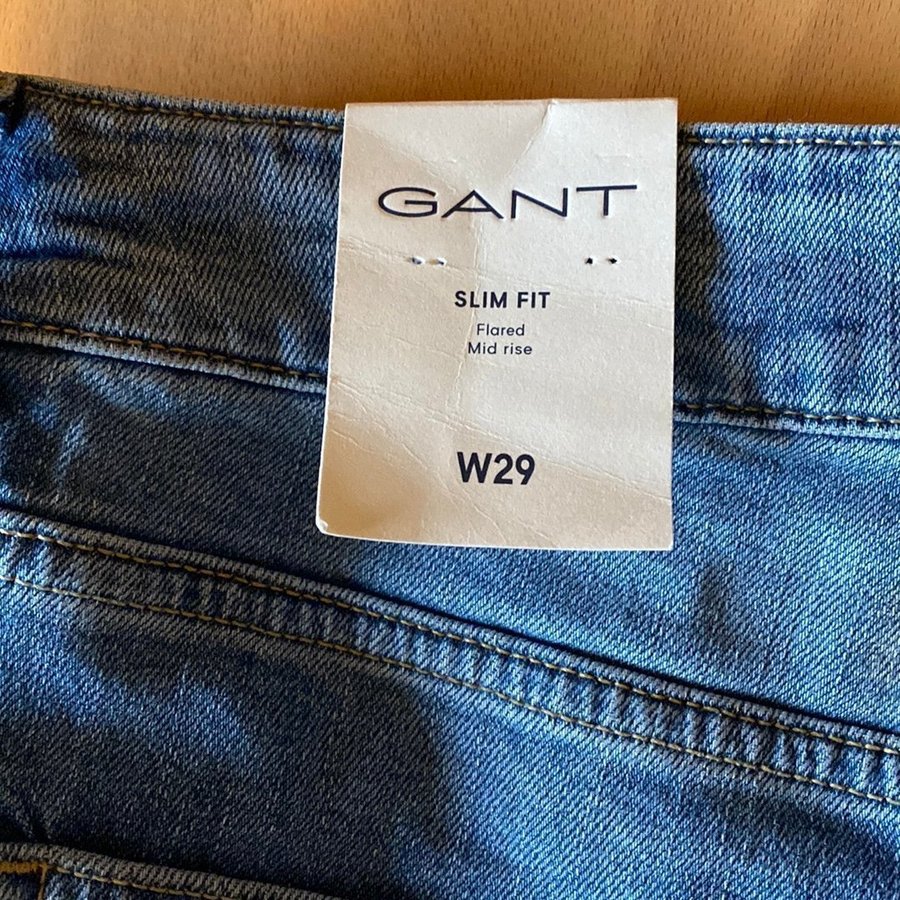 GANT
SLIM FIT
Flared
Mid rise
W29